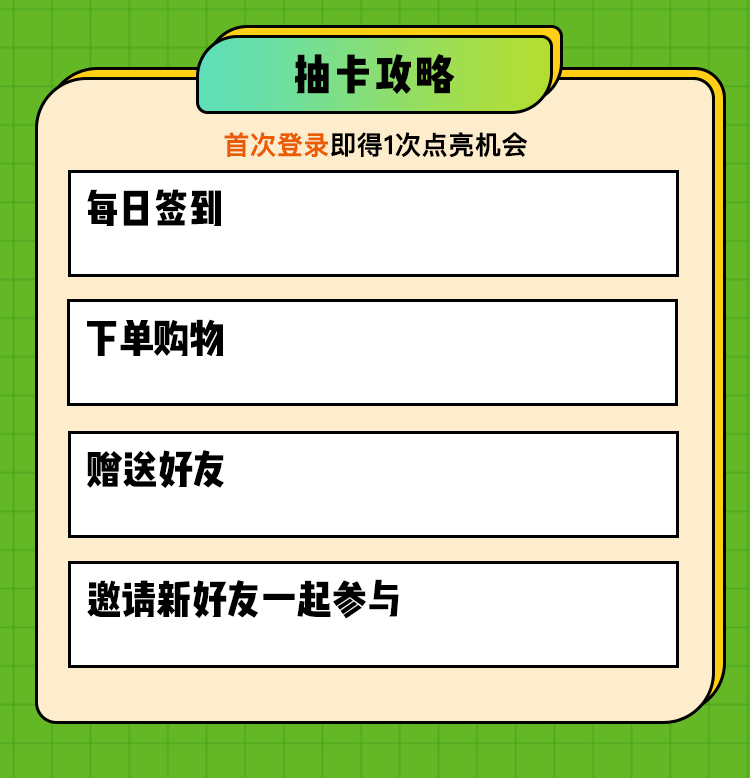 抽卡攻略
首次登录即得1次点亮机会
每日签到
下单购物
赠送好友
邀请新好友一起参与